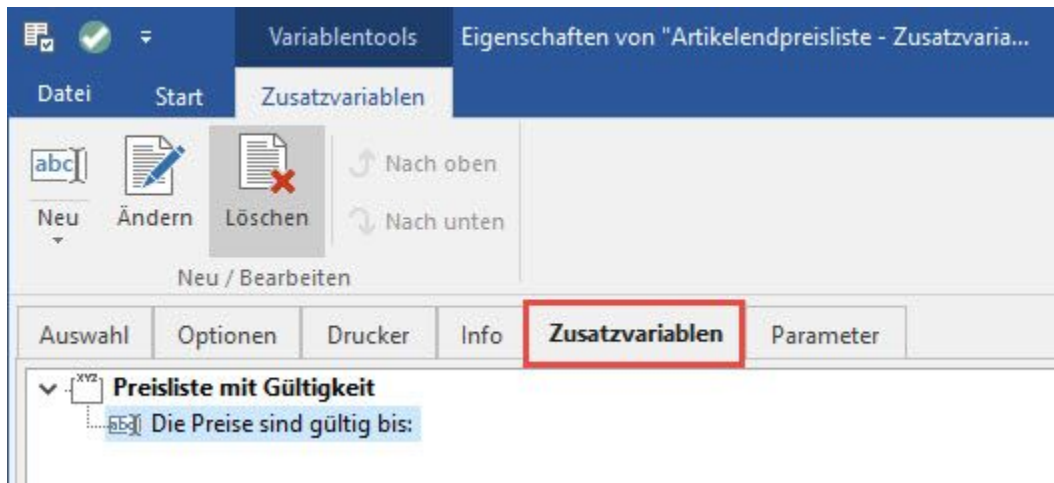 Variablentools Eigenschaften von "Artikelendpreisliste - Zusatzvaria...
Datei Start Zusatzvariablen
abc
Nach oben
Neu Ändern Löschen Nach unten
Neu / Bearbeiten
Auswahl Optionen Drucker Info Zusatzvariablen Parameter
XYZ Preisliste mit Gültigkeit
abc Die Preise sind gültig bis: